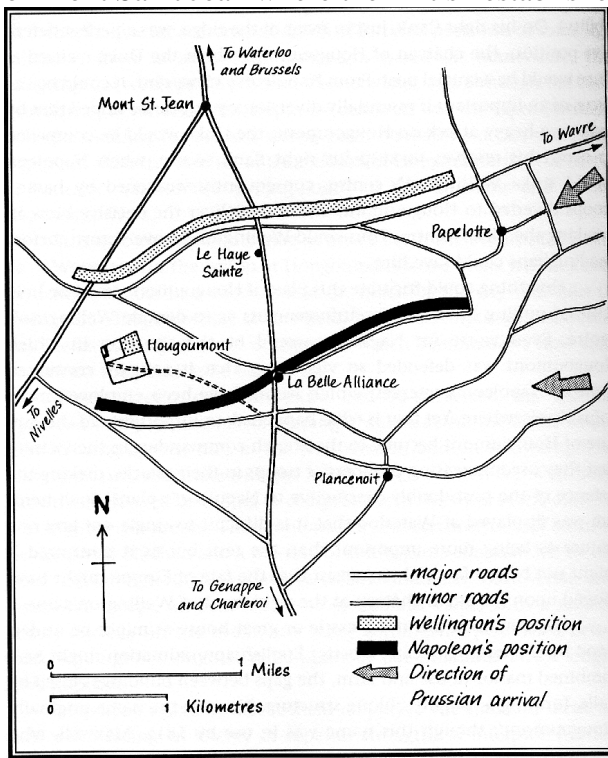 To Waterloo
and Brussels
Mont St. Jean
To Wavre
Papelotte
Le Haye
Sainte
Hougoumont
La Belle-Alliance
To
Nivelles
Plancenoit
N
To Genappe
and Charleroi
major roads
minor roads
Wellington's position
Napoleon's position
Direction of
Prussian arrival
0 1 Miles
0 1 Kilometres